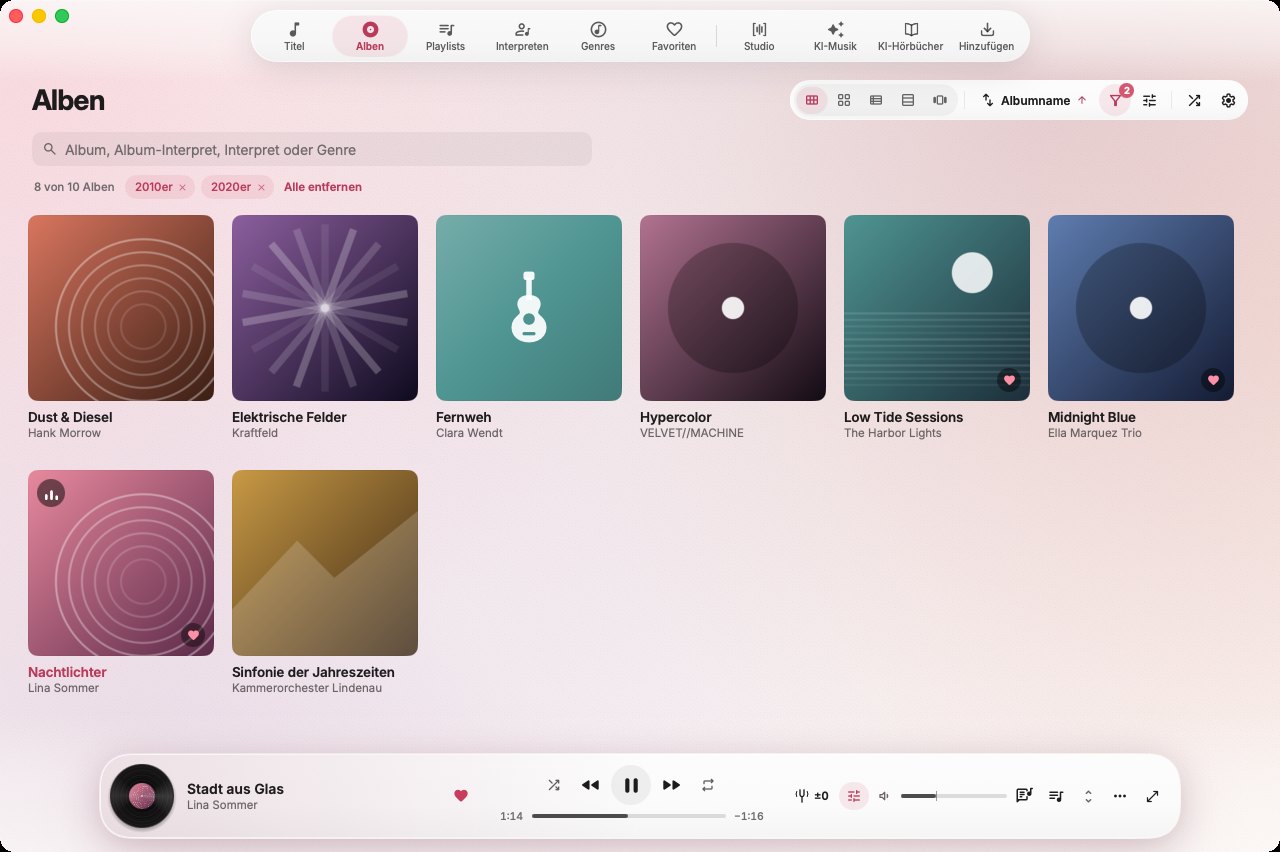 Titel
Alben
Playlists
Interpreten
Genres
Favoriten
Studio
KI-Musik
KI-Hörbücher
Hinzufügen
Alben
Albumname
2
Album, Album-Interpret, Interpret oder Genre
8 von 10 Alben
2010er ×
2020er ×
Alle entfernen
Dust & Diesel
Hank Morrow
Elektrische Felder
Kraftfeld
Fernweh
Clara Wendt
Hypercolor
VELVET//MACHINE
Low Tide Sessions
The Harbor Lights
Midnight Blue
Ella Marquez Trio
Nachtlichter
Lina Sommer
Sinfonie der Jahreszeiten
Kammerorchester Lindenau
Stadt aus Glas
Lina Sommer
1:14
−1:16
±0